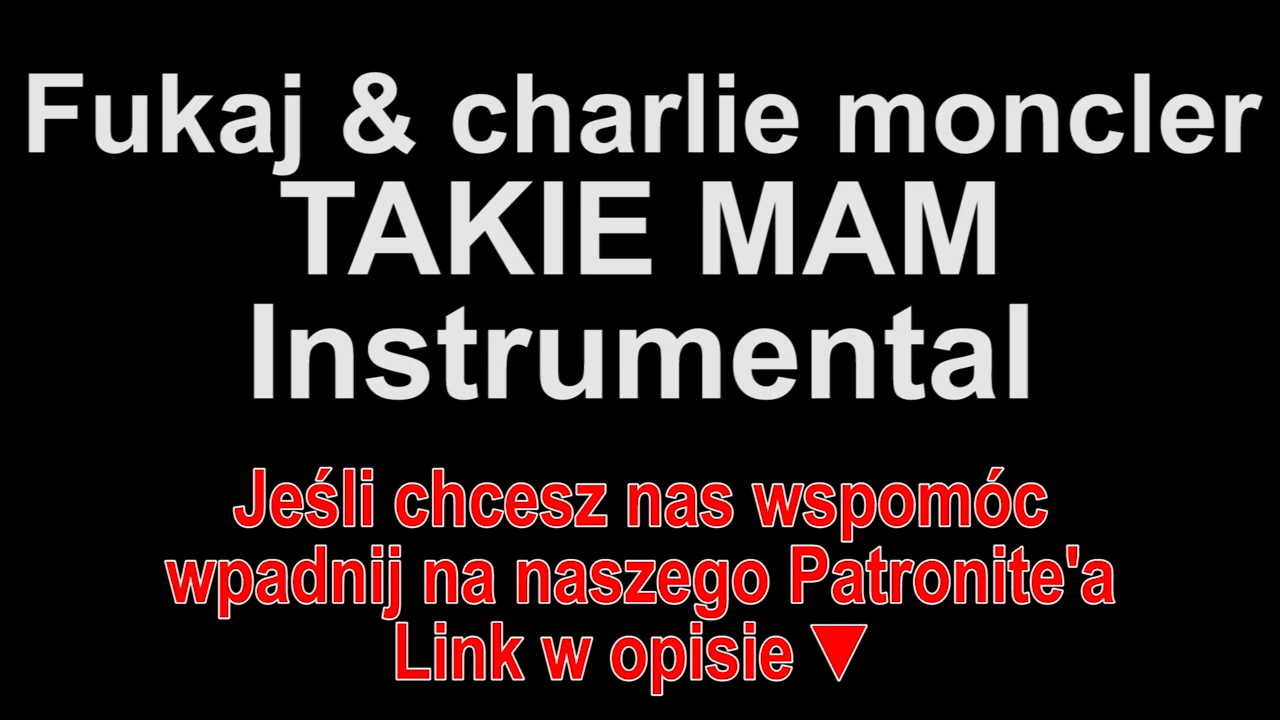 Fukaj & charlie moncler
TAKIE MAM
Instrumental
Jeśli chcesz nas wspomóc
wpadnij na naszego Patronite'a
Link w opisie ▼